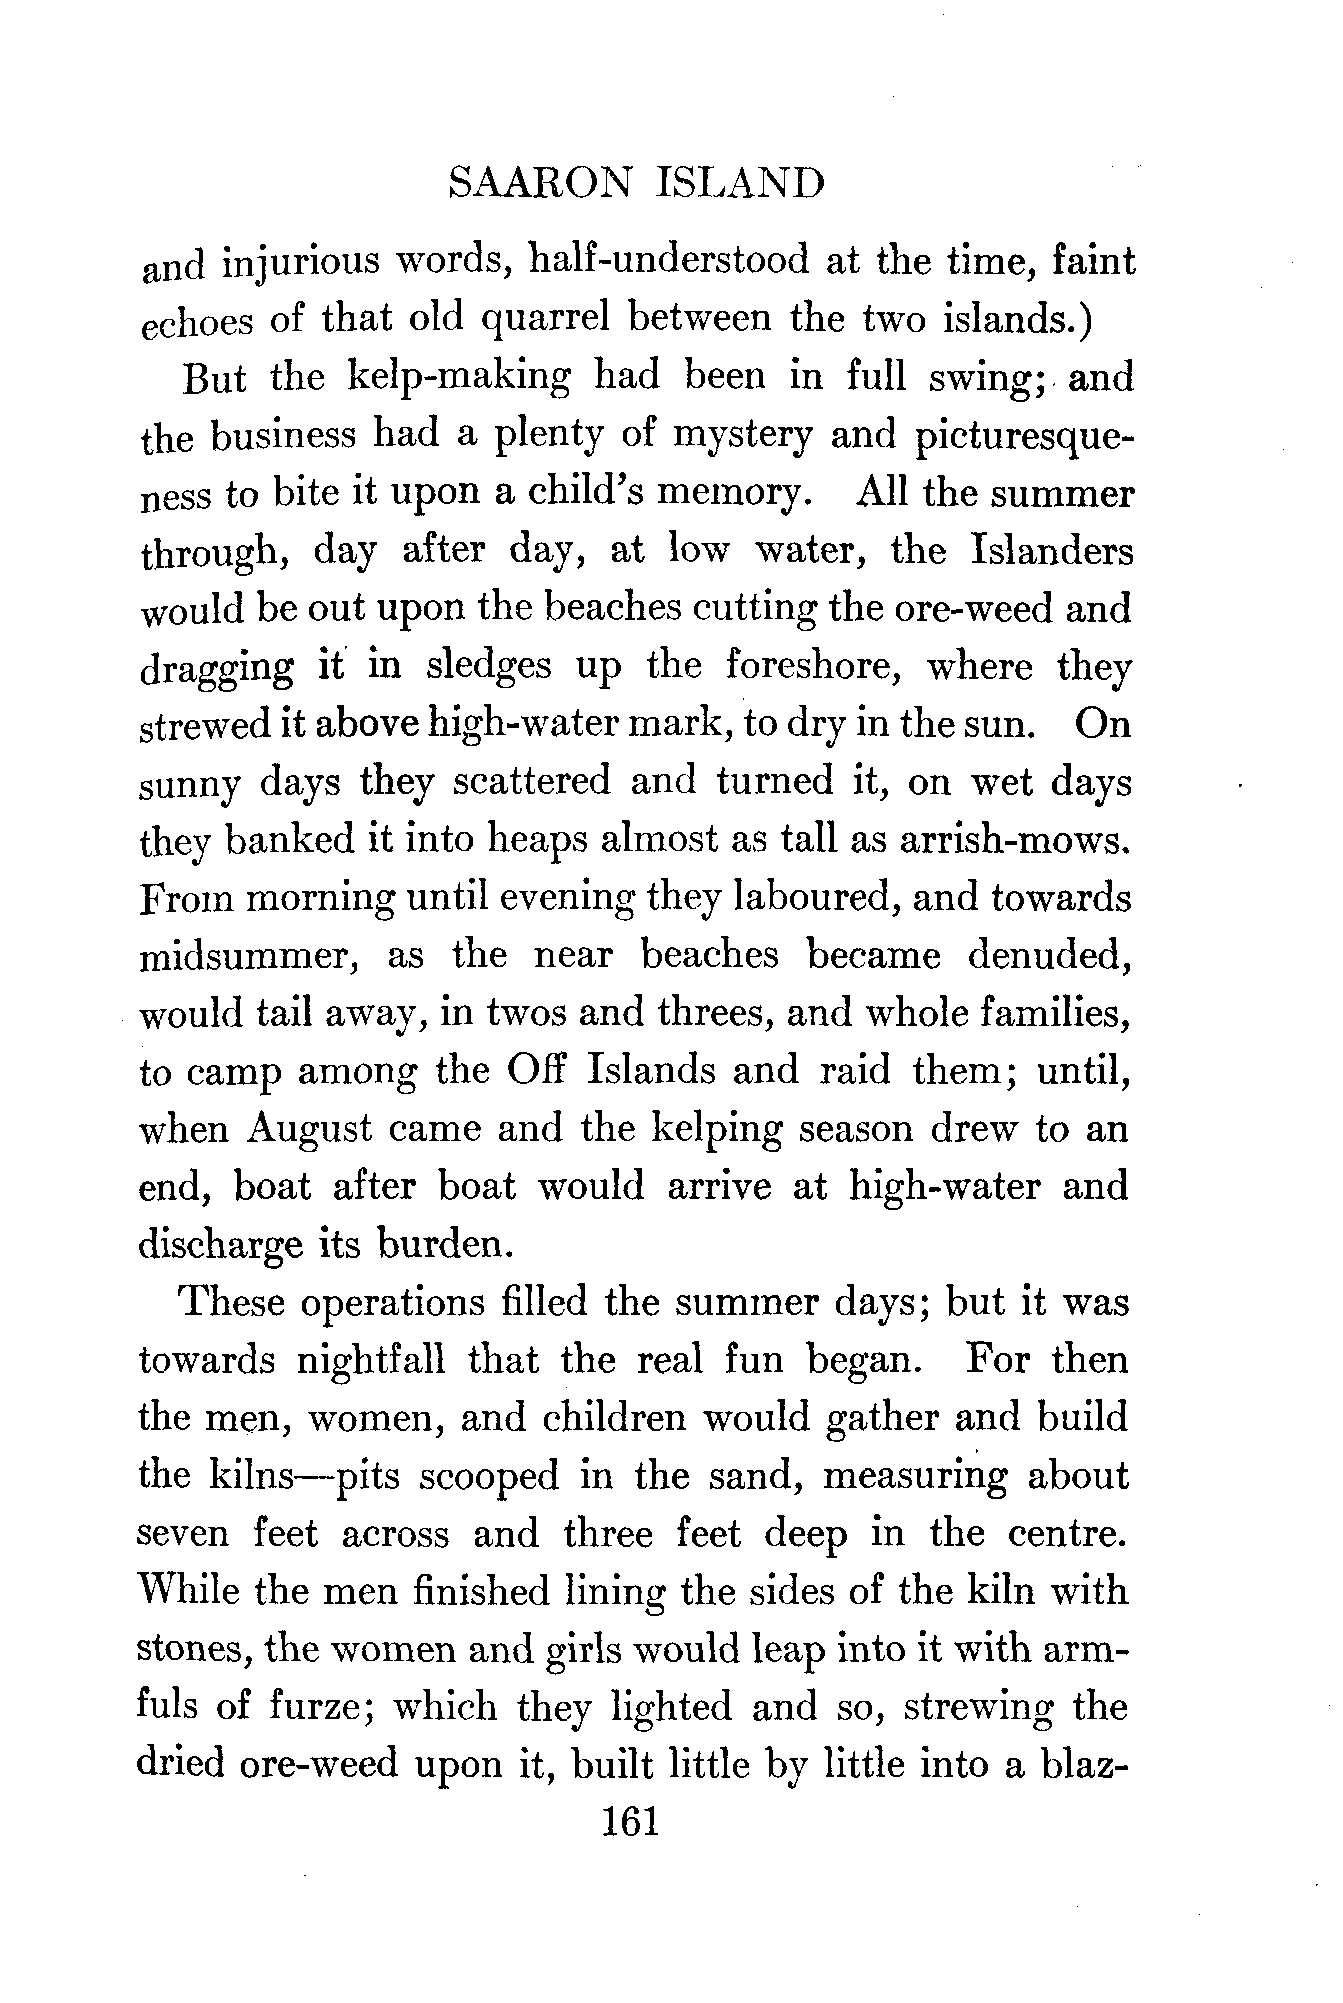 SAARON ISLAND
and injurious words, half-understood at the time, faint
echoes of that old quarrel between the two islands.)
But the kelp-making had been in full swing; and
the business had a plenty of mystery and picturesque-
ness to bite it upon a child's memory. All the summer
through, day after day, at low water, the Islanders
would be out upon the beaches cutting the ore-weed and
dragging it in sledges up the foreshore, where they
strewed it above high-water mark, to dry in the sun. On
sunny days they scattered and turned it, on wet days
they banked it into heaps almost as tall as arrish-mows.
From morning until evening they laboured, and towards
midsummer, as the near beaches became denuded,
would tail away, in twos and threes, and whole families,
to camp among the Off Islands and raid them; until,
when August came and the kelping season drew to an
end, boat after boat would arrive at high-water and
discharge its burden.
These operations filled the summer days; but it was
towards nightfall that the real fun began. For then
the men, women, and children would gather and build
the kilns—pits scooped in the sand, measuring about
seven feet across and three feet deep in the centre.
While the men finished lining the sides of the kiln with
stones, the women and girls would leap into it with arm-
fuls of furze; which they lighted and so, strewing the
dried ore-weed upon it, built little by little into a blaz-
161